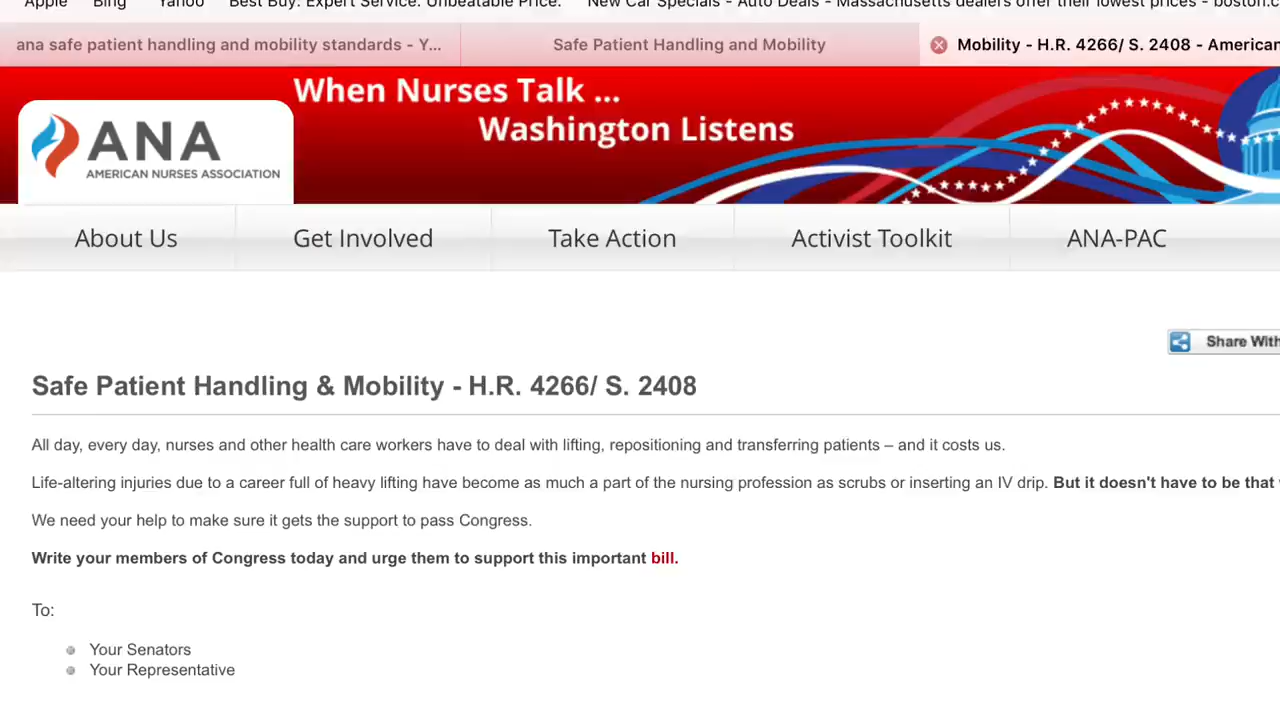 Apple Bing Yahoo Best Buy: Expert Service. Unbeatable Price. New Car Specials - Auto Deals - Massachusetts dealers offer their lowest prices - boston.c
ana safe patient handling and mobility standards - Y... Safe Patient Handling and Mobility Mobility - H.R. 4266/ S. 2408 - American
When Nurses Talk ...
Washington Listens
ANA
AMERICAN NURSES ASSOCIATION
About Us Get Involved Take Action Activist Toolkit ANA-PAC
Share With
Safe Patient Handling & Mobility - H.R. 4266/ S. 2408
All day, every day, nurses and other health care workers have to deal with lifting, repositioning and transferring patients – and it costs us.
Life-altering injuries due to a career full of heavy lifting have become as much a part of the nursing profession as scrubs or inserting an IV drip. But it doesn't have to be that
We need your help to make sure it gets the support to pass Congress.
Write your members of Congress today and urge them to support this important bill.
To:
Your Senators
Your Representative